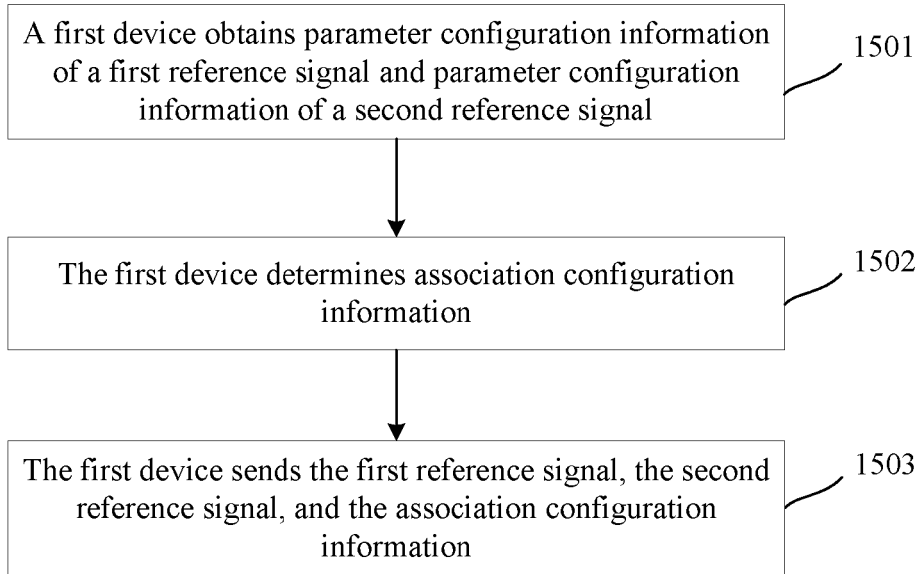 A first device obtains parameter configuration information
of a first reference signal and parameter configuration
information of a second reference signal
1501
The first device determines association configuration
information
1502
The first device sends the first reference signal, the second
reference signal, and the association configuration
information
1503